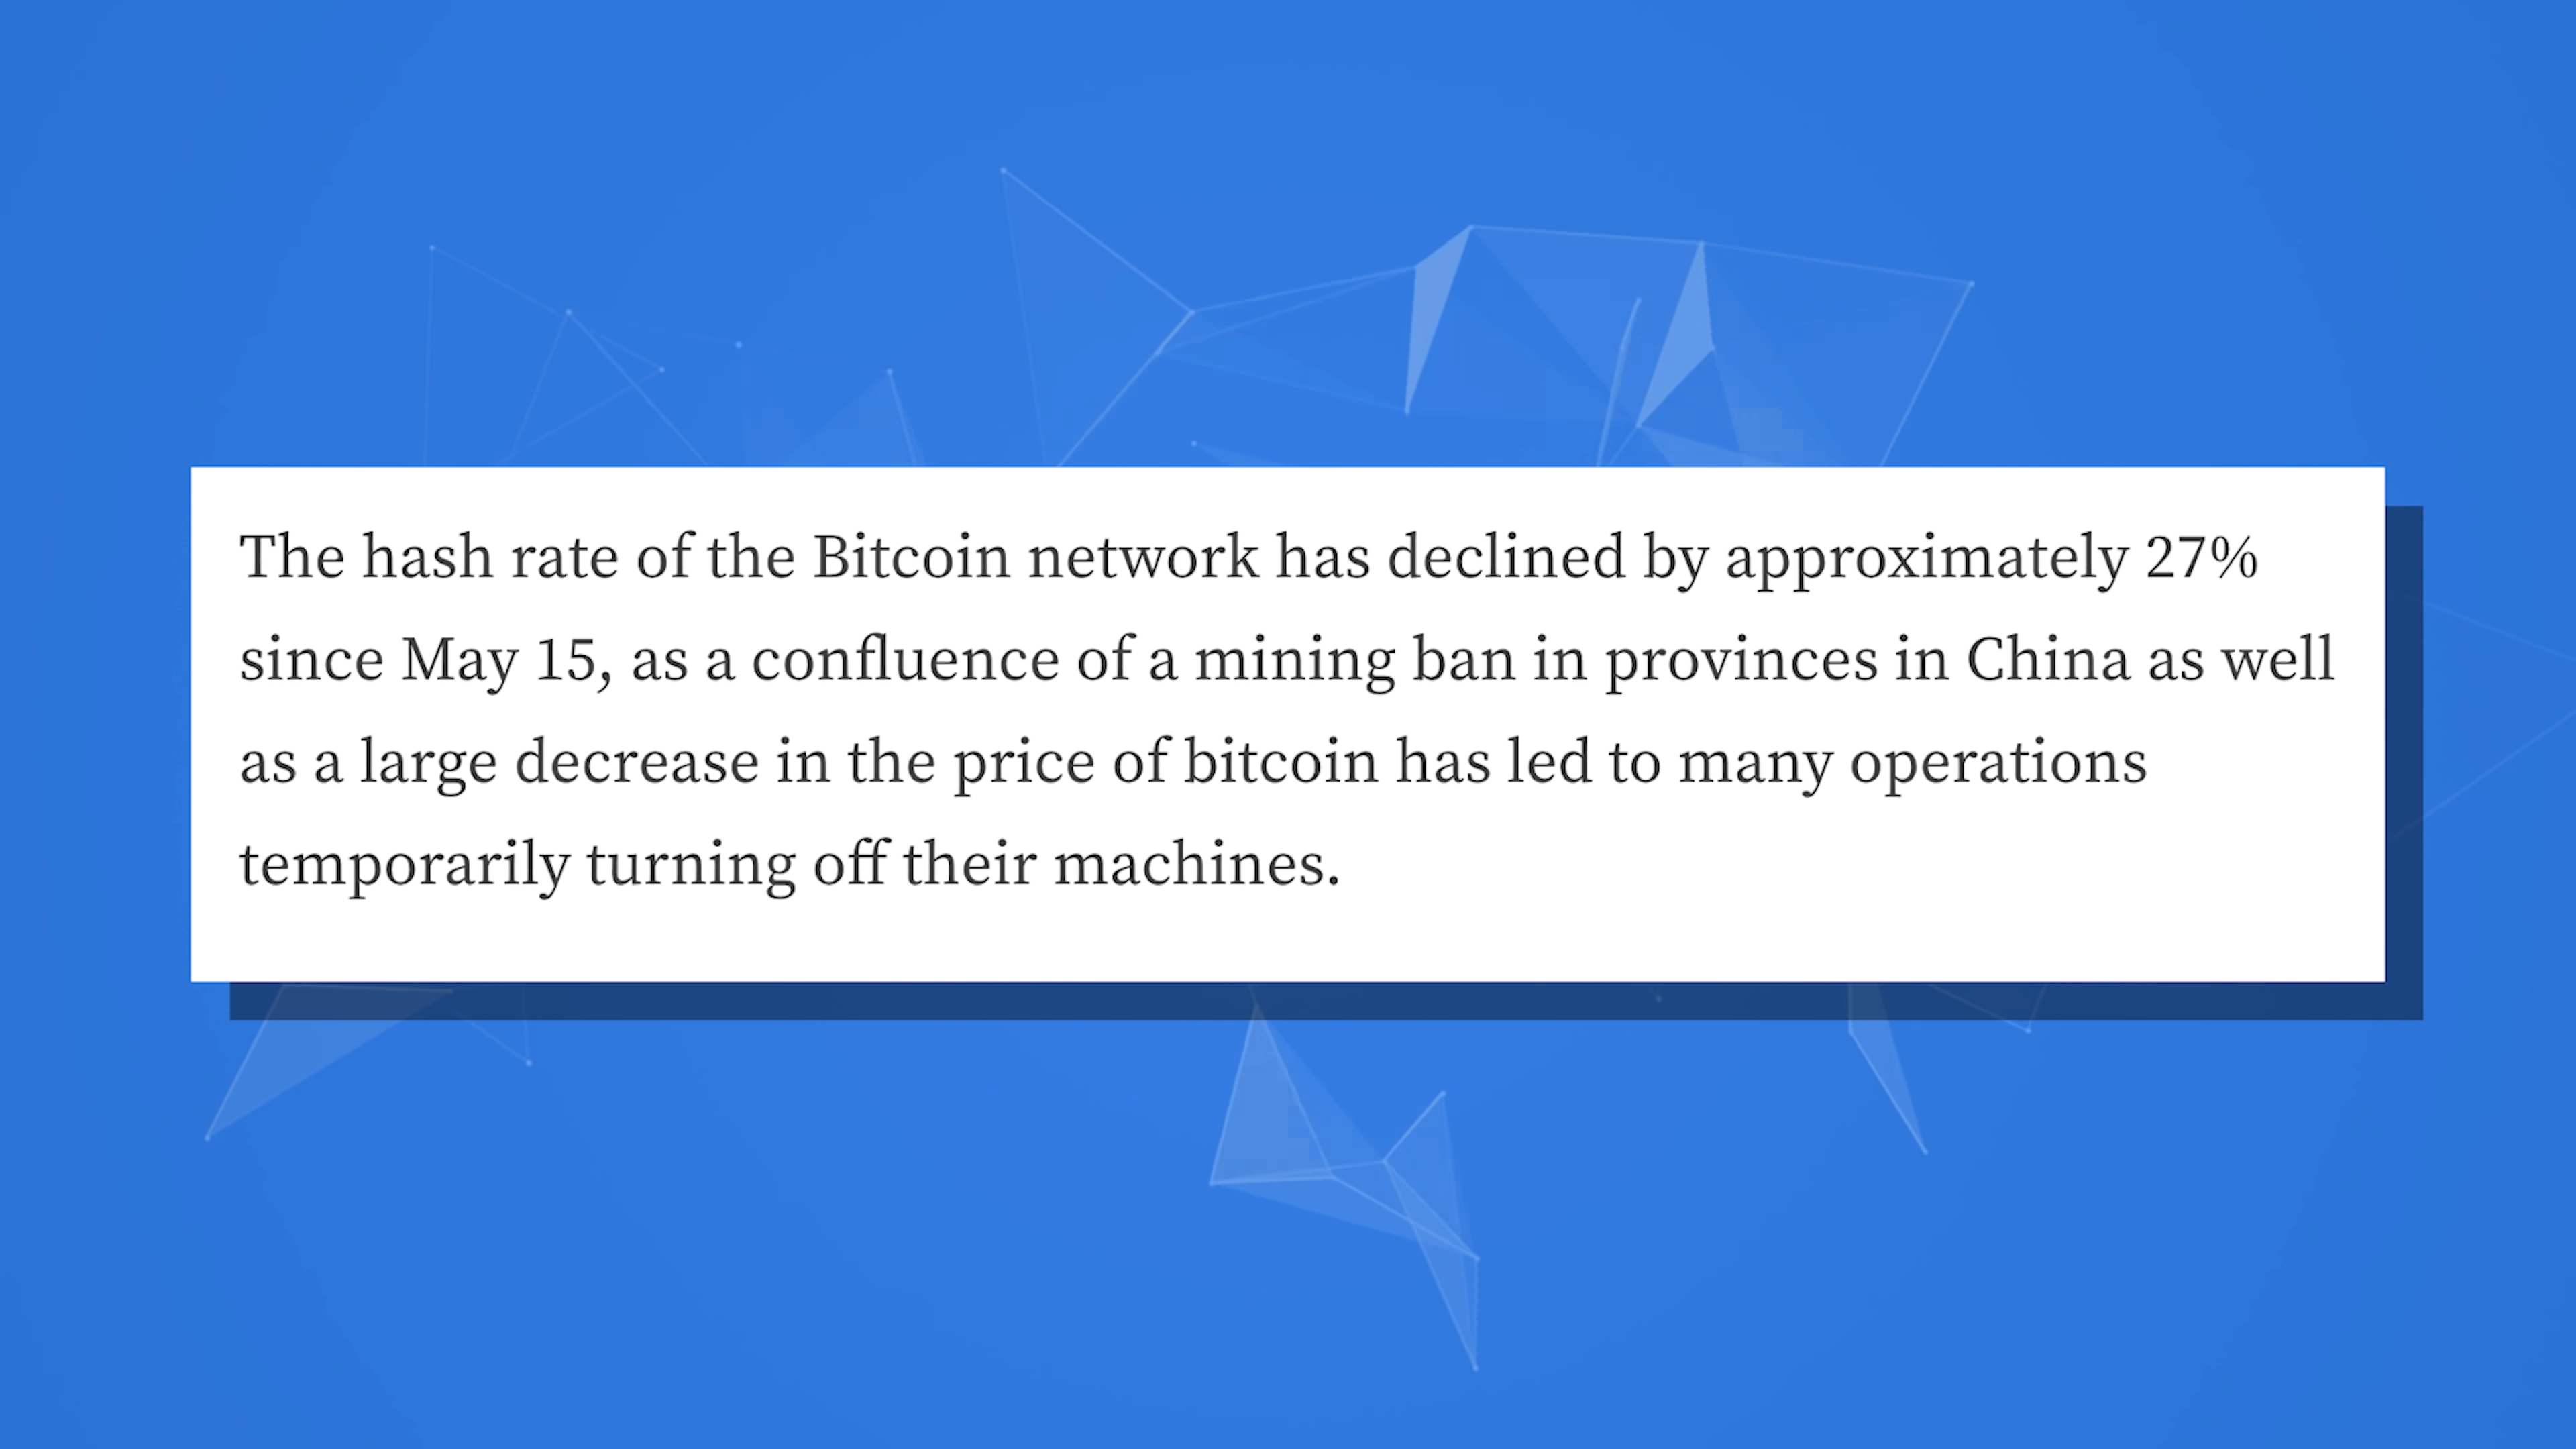 The hash rate of the Bitcoin network has declined by approximately 27%
since May 15, as a confluence of a mining ban in provinces in China as well
as a large decrease in the price of bitcoin has led to many operations
temporarily turning off their machines.